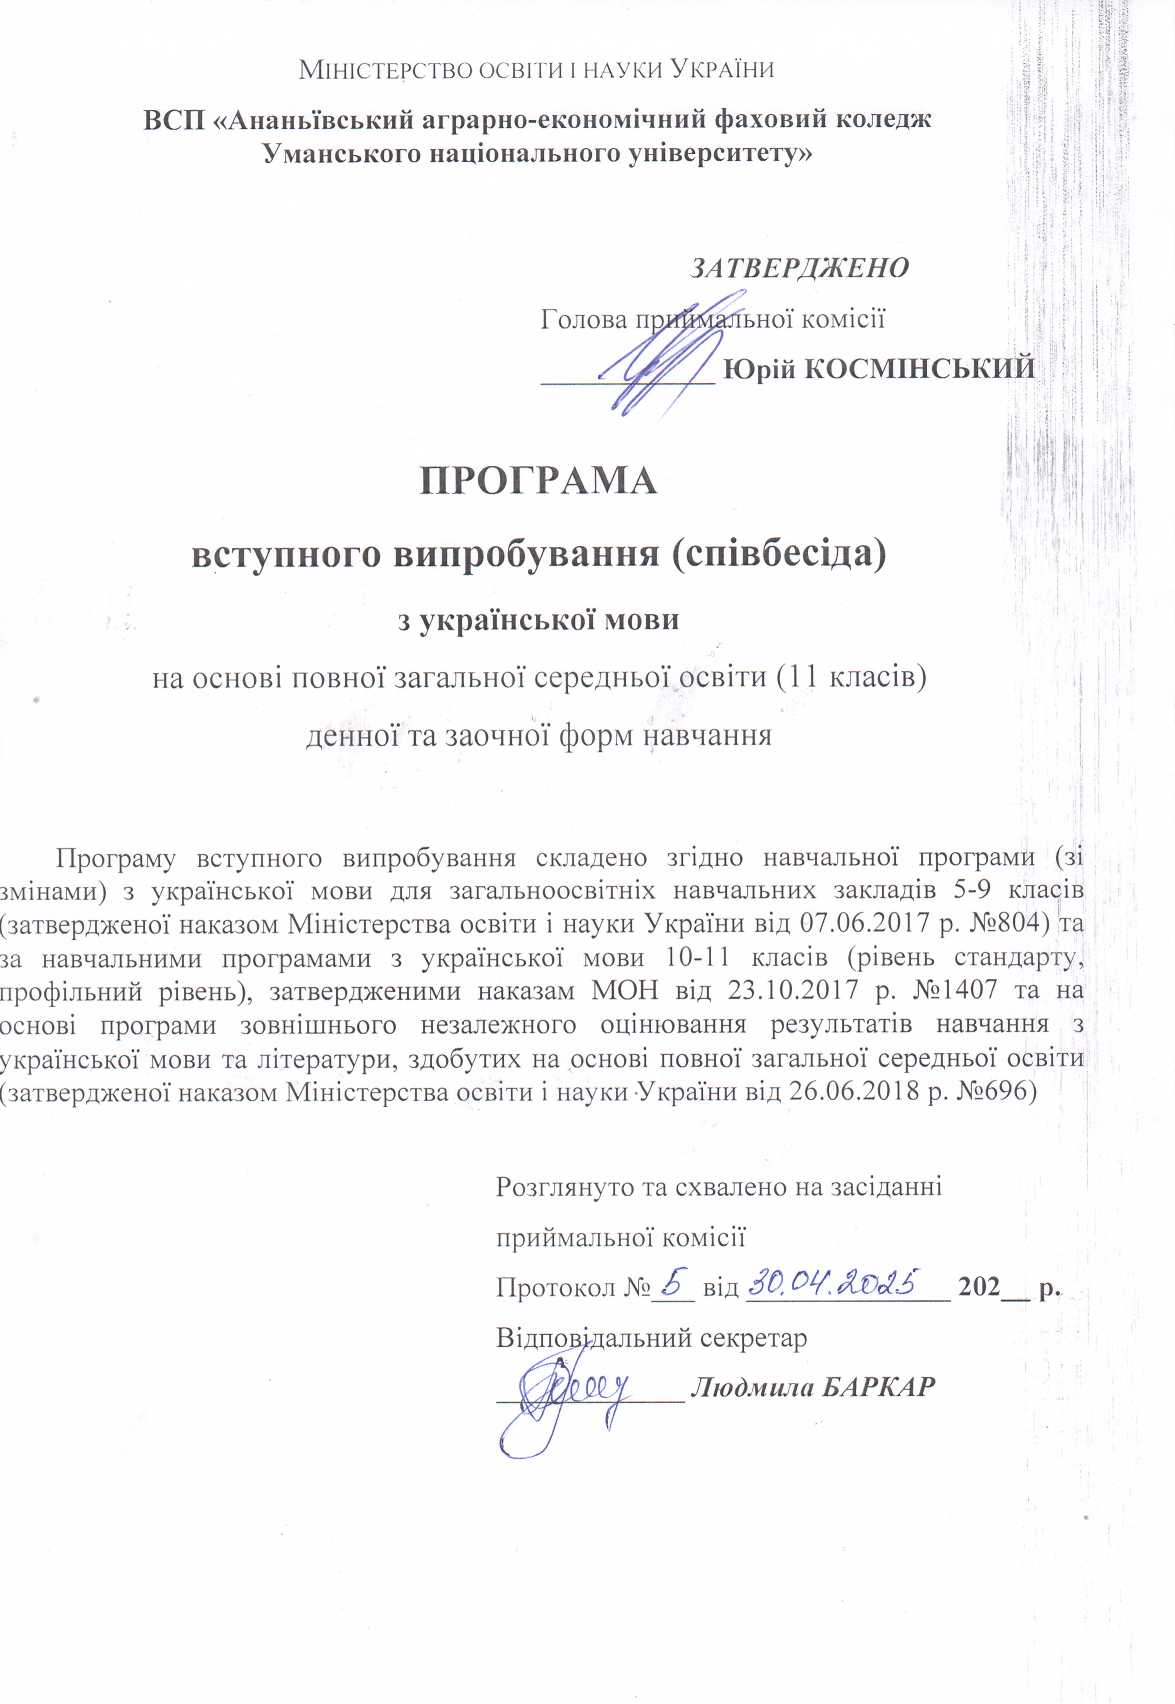 МІНІСТЕРСТВО ОСВІТИ І НАУКИ УКРАЇНИ
ВСП «Ананьївський аграрно-економічний фаховий коледж
Уманського національного університету»
ЗАТВЕРДЖЕНО
Голова приймальної комісії
____________ Юрій КОСМІНСЬКИЙ
ПРОГРАМА
вступного випробування (співбесіда)
з української мови
на основі повної загальної середньої освіти (11 класів)
денної та заочної форм навчання
Програму вступного випробування складено згідно навчальної програми (зі
змінами) з української мови для загальноосвітніх навчальних закладів 5-9 класів
(затвердженої наказом Міністерства освіти і науки України від 07.06.2017 р. №804) та
за навчальними програмами з української мови 10-11 класів (рівень стандарту,
профільний рівень), затвердженими наказам МОН від 23.10.2017 р. №1407 та на
основі програми зовнішнього незалежного оцінювання результатів навчання з
української мови та літератури, здобутих на основі повної загальної середньої освіти
(затвердженої наказом Міністерства освіти і науки України від 26.06.2018 р. №696)
Розглянуто та схвалено на засіданні
приймальної комісії
Протокол № 5 від 30.04.2025 202__ р.
Відповідальний секретар
_____________ Людмила БАРКАР